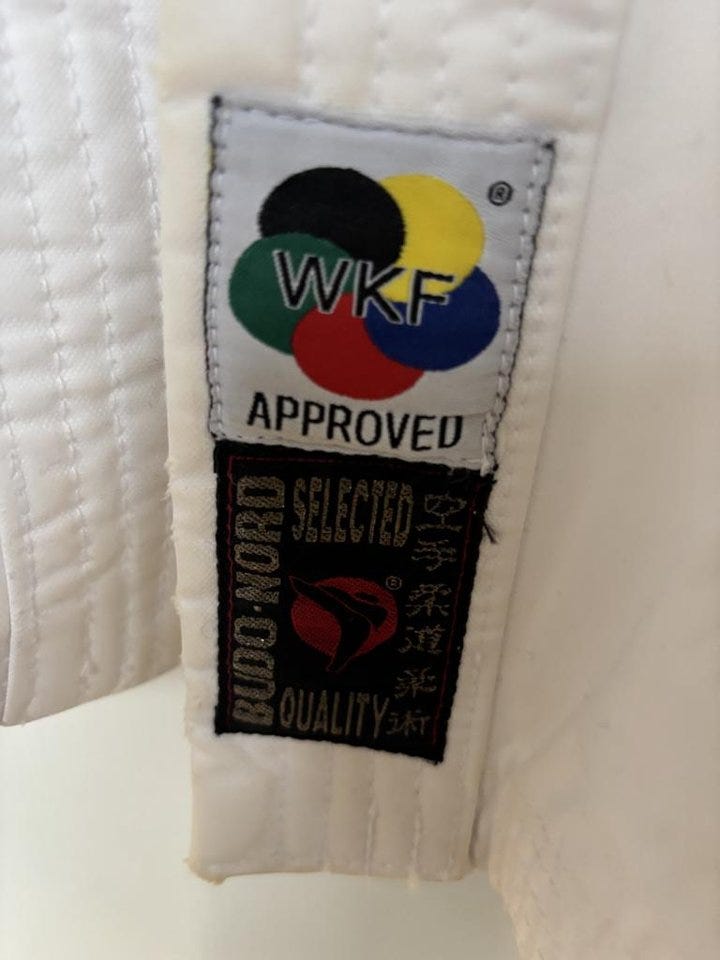 ®
WKF
APPROVED
BUDO·NORD
SELECTED
®
QUALITY
空手柔道柔術